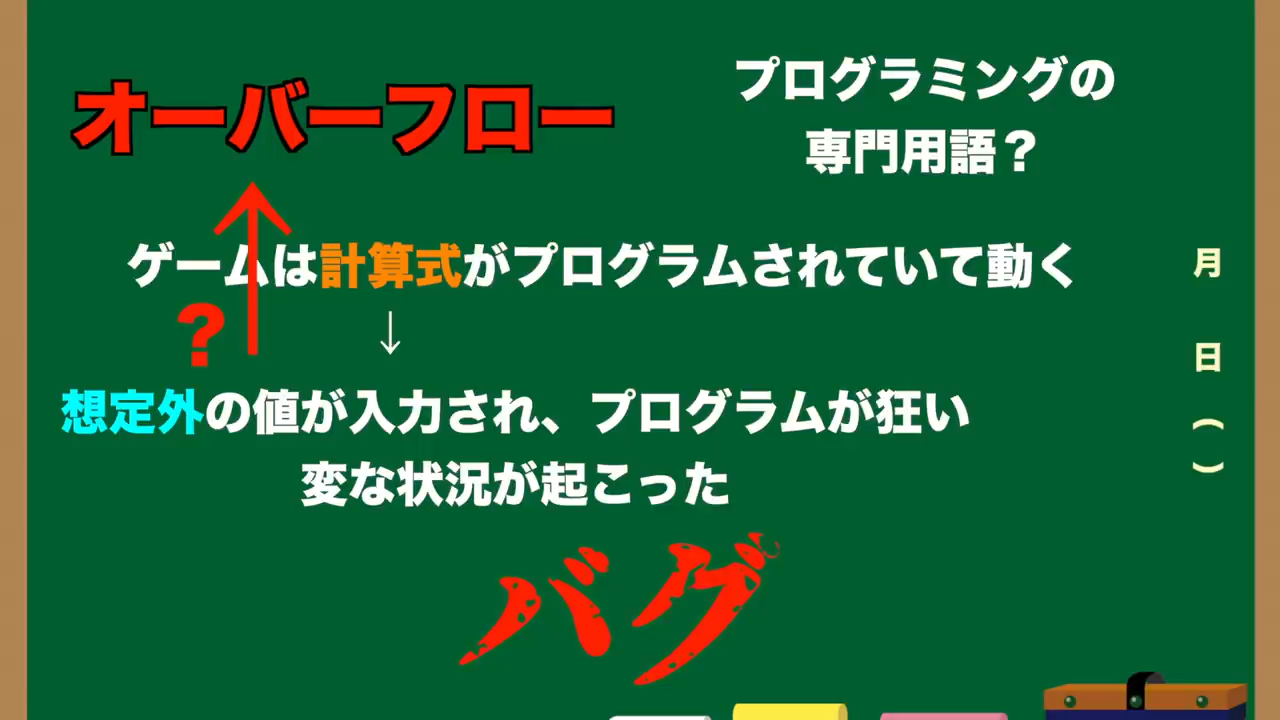 オーバーフロー
プログラミングの
専門用語？
ゲームは計算式がプログラムされていて動く
↓
？
想定外の値が入力され、プログラムが狂い
変な状況が起こった
バグ
月
日
（
）